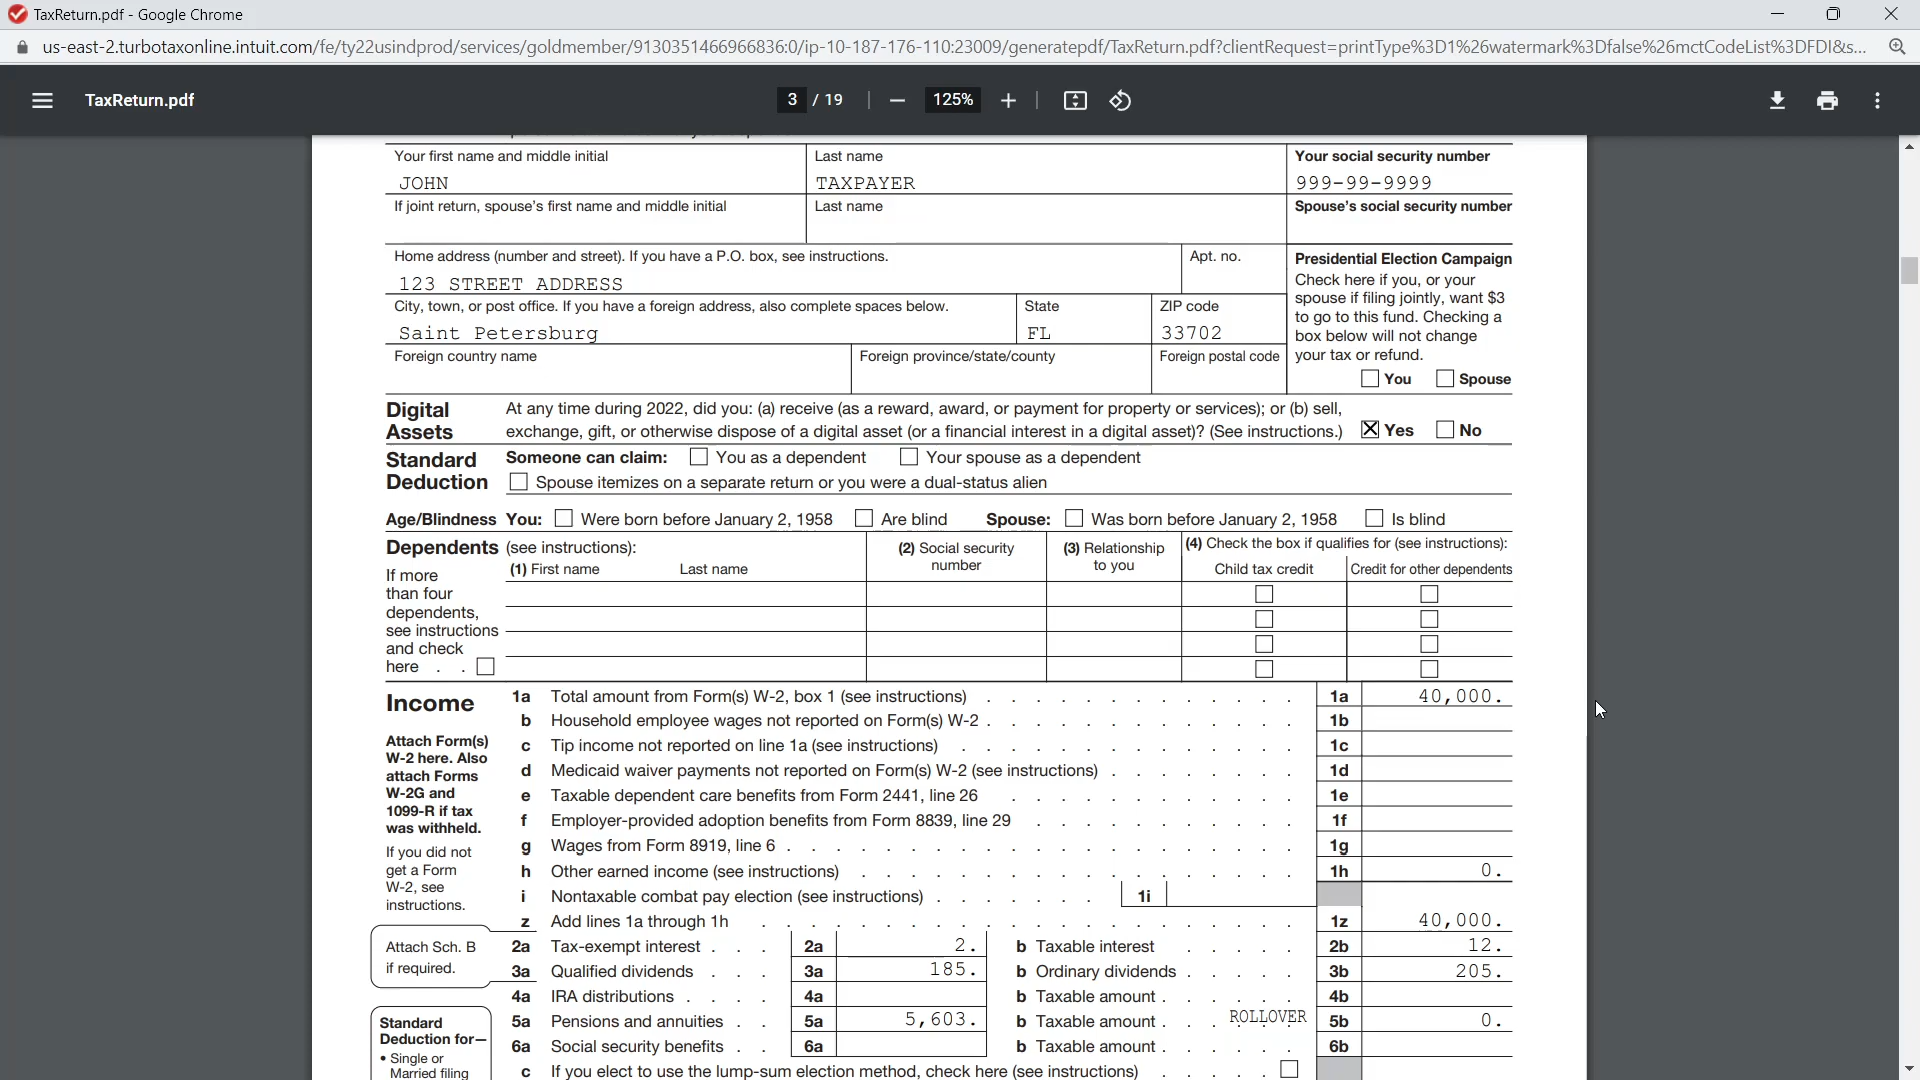 TaxReturn.pdf - Google Chrome
us-east-2.turbotaxonline.intuit.com/fe/ty22usindprod/services/goldmember/9130351466966836:0/ip-10-187-176-110:23009/generatepdf/TaxReturn.pdf?clientRequest=printType%3D1%26watermark%3Dfalse%26mctCodeList%3DFDI&s...
TaxReturn.pdf 3 / 19 125%
Your first name and middle initial Last name Your social security number
JOHN TAXPAYER 999-99-9999
If joint return, spouse's first name and middle initial Last name Spouse's social security number
Home address (number and street). If you have a P.O. box, see instructions. Apt. no.
123 STREET ADDRESS
City, town, or post office. If you have a foreign address, also complete spaces below. State ZIP code
Saint Petersburg FL 33702
Foreign country name Foreign province/state/county Foreign postal code
Presidential Election Campaign
Check here if you, or your
spouse if filing jointly, want $3
to go to this fund. Checking a
box below will not change
your tax or refund.
You Spouse
Digital
Assets
At any time during 2022, did you: (a) receive (as a reward, award, or payment for property or services); or (b) sell,
exchange, gift, or otherwise dispose of a digital asset (or a financial interest in a digital asset)? (See instructions.) Yes No
Standard
Deduction
Someone can claim: You as a dependent Your spouse as a dependent
Spouse itemizes on a separate return or you were a dual-status alien
Age/Blindness You: Were born before January 2, 1958 Are blind Spouse: Was born before January 2, 1958 Is blind
Dependents (see instructions):
(1) First name Last name
(2) Social security
number
(3) Relationship
to you
(4) Check the box if qualifies for (see instructions):
Child tax credit Credit for other dependents
If more
than four
dependents,
see instructions
and check
here . .
Income
Attach Form(s)
W-2 here. Also
attach Forms
W-2G and
1099-R if tax
was withheld.
If you did not
get a Form
W-2, see
instructions.
1a Total amount from Form(s) W-2, box 1 (see instructions) 1a 40,000.
b Household employee wages not reported on Form(s) W-2 1b
c Tip income not reported on line 1a (see instructions) 1c
d Medicaid waiver payments not reported on Form(s) W-2 (see instructions) 1d
e Taxable dependent care benefits from Form 2441, line 26 1e
f Employer-provided adoption benefits from Form 8839, line 29 1f
g Wages from Form 8919, line 6 1g
h Other earned income (see instructions) 1h 0.
i Nontaxable combat pay election (see instructions) 1i
z Add lines 1a through 1h 1z 40,000.
Attach Sch. B
if required.
2a Tax-exempt interest 2a 2. b Taxable interest 2b 12.
3a Qualified dividends 3a 185. b Ordinary dividends 3b 205.
4a IRA distributions 4a b Taxable amount 4b
5a Pensions and annuities 5a 5,603. b Taxable amount ROLLOVER 5b 0.
6a Social security benefits 6a b Taxable amount 6b
c If you elect to use the lump-sum election method, check here (see instructions)
Standard
Deduction for—
• Single or
Married filing